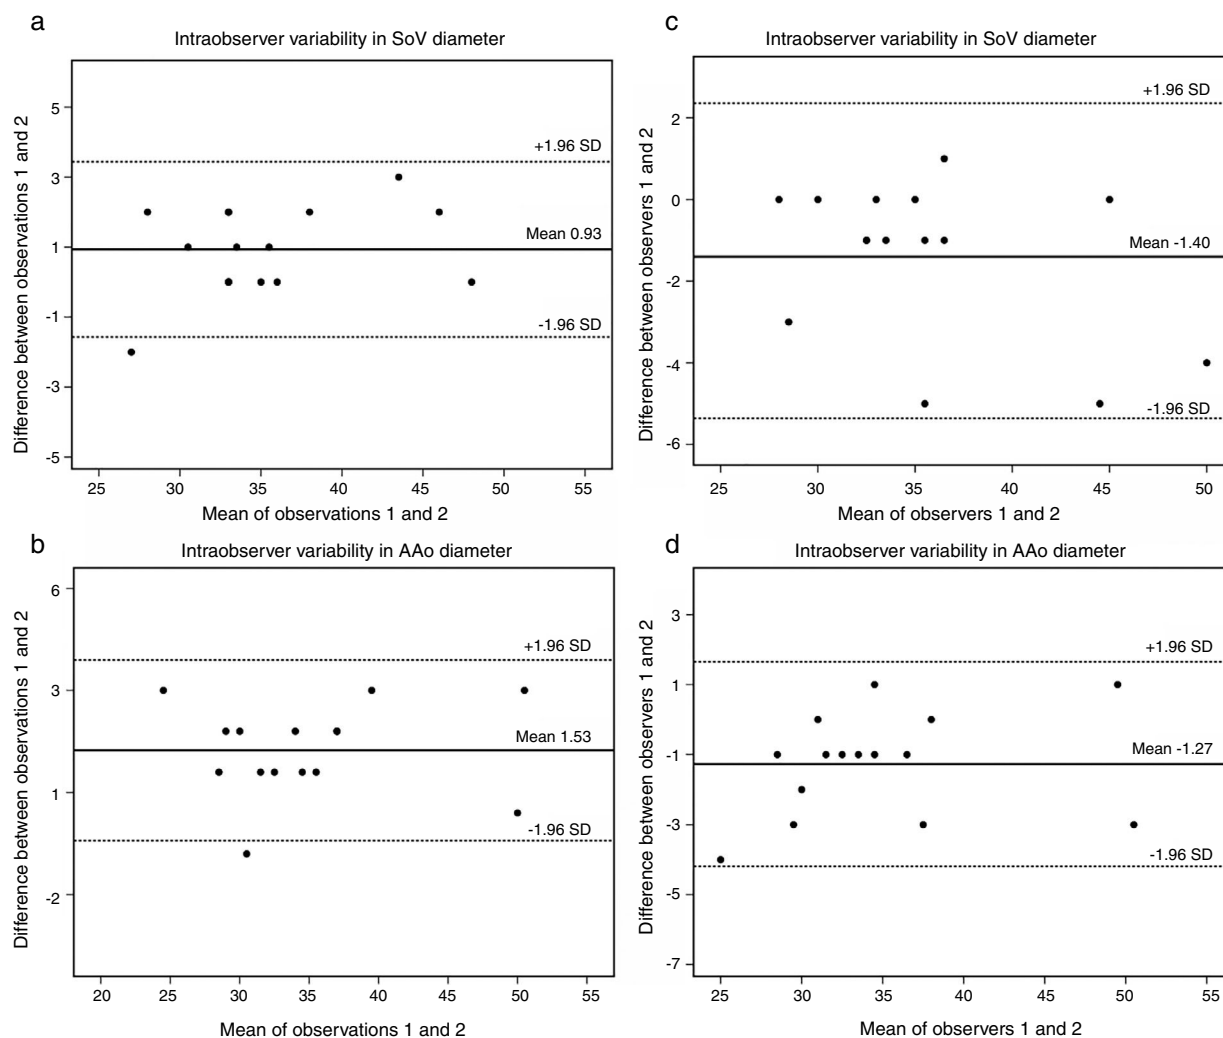 a
Intraobserver variability in SoV diameter
Difference between observations 1 and 2
5
3
1
-1
-3
-5
+1.96 SD
Mean 0.93
-1.96 SD
25 30 35 40 45 50 55
Mean of observations 1 and 2
c
Intraobserver variability in SoV diameter
Difference between observers 1 and 2
2
0
-2
-4
-6
+1.96 SD
Mean -1.40
-1.96 SD
25 30 35 40 45 50
Mean of observers 1 and 2
b
Intraobserver variability in AAo diameter
Difference between observations 1 and 2
6
3
1
-2
+1.96 SD
Mean 1.53
-1.96 SD
20 25 30 35 40 45 50 55
Mean of observations 1 and 2
d
Intraobserver variability in AAo diameter
Difference between observers 1 and 2
3
1
-1
-3
-5
-7
+1.96 SD
Mean -1.27
-1.96 SD
25 30 35 40 45 50 55
Mean of observers 1 and 2